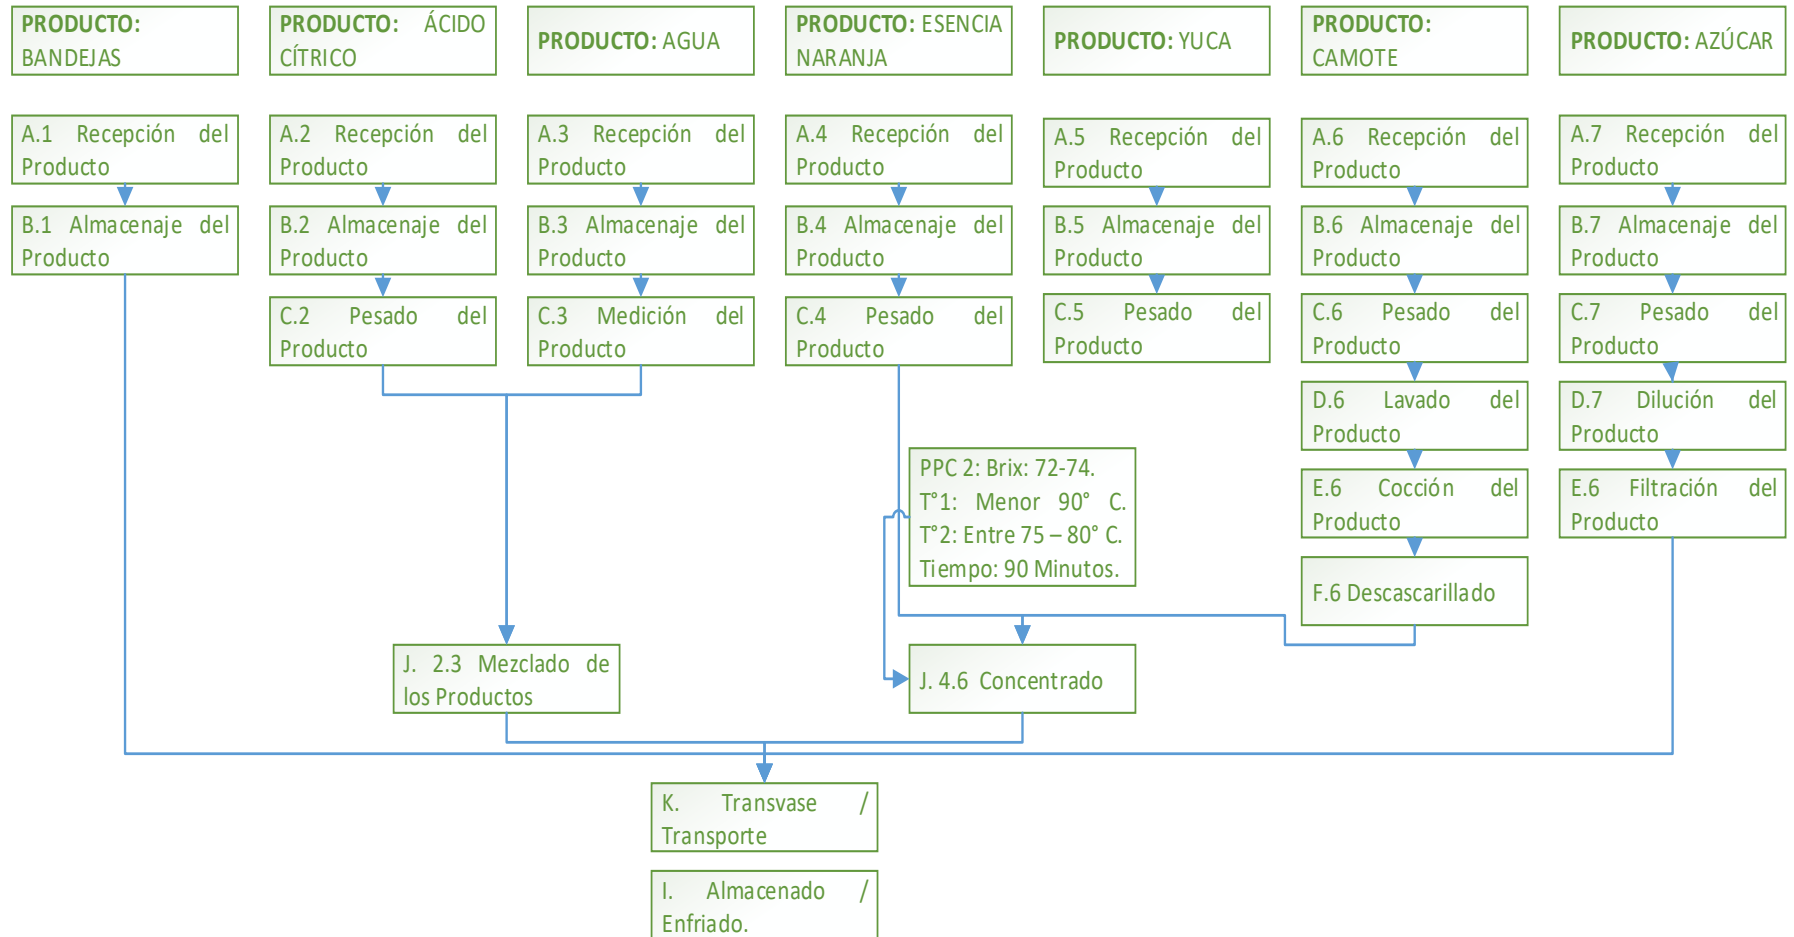 PRODUCTO:
BANDEJAS
PRODUCTO: ÁCIDO
CÍTRICO
PRODUCTO: AGUA
PRODUCTO: ESENCIA
NARANJA
PRODUCTO: YUCA
PRODUCTO:
CAMOTE
PRODUCTO: AZÚCAR
A.1 Recepción del
Producto
A.2 Recepción del
Producto
A.3 Recepción del
Producto
A.4 Recepción del
Producto
A.5 Recepción del
Producto
A.6 Recepción del
Producto
A.7 Recepción del
Producto
B.1 Almacenaje del
Producto
B.2 Almacenaje del
Producto
B.3 Almacenaje del
Producto
B.4 Almacenaje del
Producto
B.5 Almacenaje del
Producto
B.6 Almacenaje del
Producto
B.7 Almacenaje del
Producto
C.2 Pesado del
Producto
C.3 Medición del
Producto
C.4 Pesado del
Producto
C.5 Pesado del
Producto
C.6 Pesado del
Producto
C.7 Pesado del
Producto
D.6 Lavado del
Producto
D.7 Dilución del
Producto
PPC 2: Brix: 72-74.
T°1: Menor 90° C.
T°2: Entre 75 – 80° C.
Tiempo: 90 Minutos.
E.6 Cocción del
Producto
E.6 Filtración del
Producto
F.6 Descascarillado
J. 2.3 Mezclado de
los Productos
J. 4.6 Concentrado
K. Transvase /
Transporte
I. Almacenado /
Enfriado.